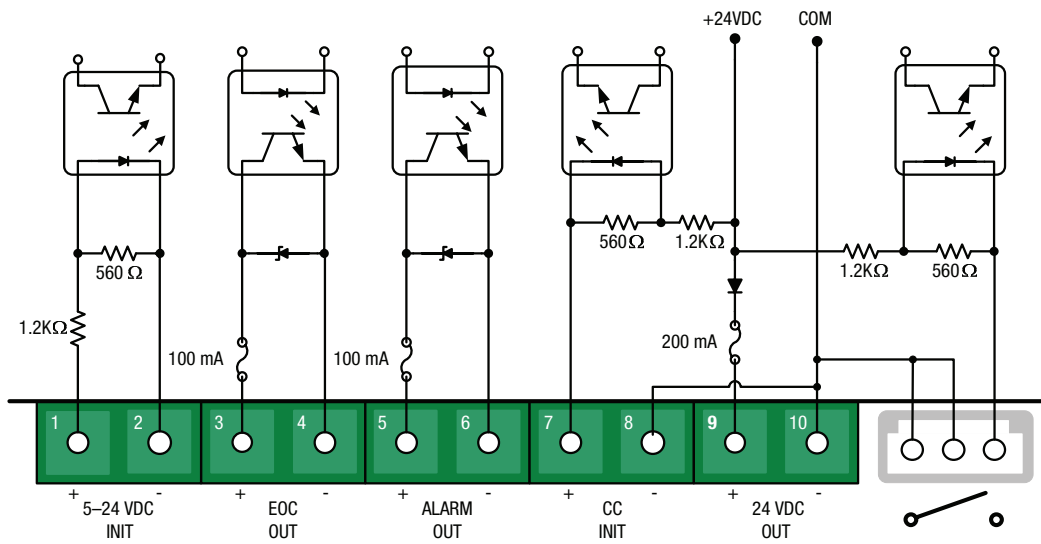 +24VDC
COM
560 Ω
1.2KΩ
560Ω
1.2KΩ
1.2KΩ
560Ω
100 mA
100 mA
200 mA
1
2
3
4
5
6
7
8
9
10
+
-
+
-
+
-
+
-
+
-
5–24 VDC
INIT
EOC
OUT
ALARM
OUT
CC
INIT
24 VDC
OUT